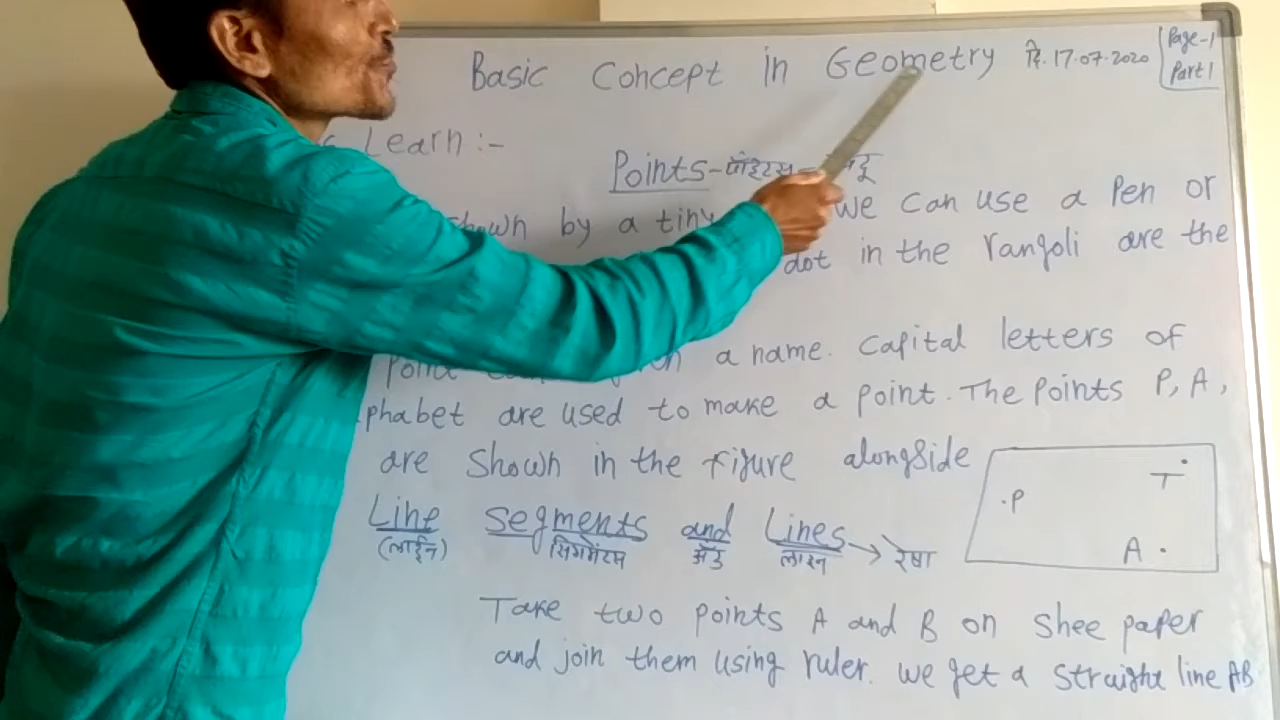 Basic Concept in Geometry दि. 17.07.2020 Page-1
Part 1
Learn :-
Points - पॉइंटस -
by a tiny we can use a Pen or
dot in the rangoli are the
a name. Capital letters of
are used to make a point. The Points P, A,
are shown in the Figure alongside
T
P
A
Line segments and Lines → रेषा
(लाईन) सिगमेंटस अँड लाइन
Take two points A and B on shee paper
and join them using ruler. we get a straight line AB